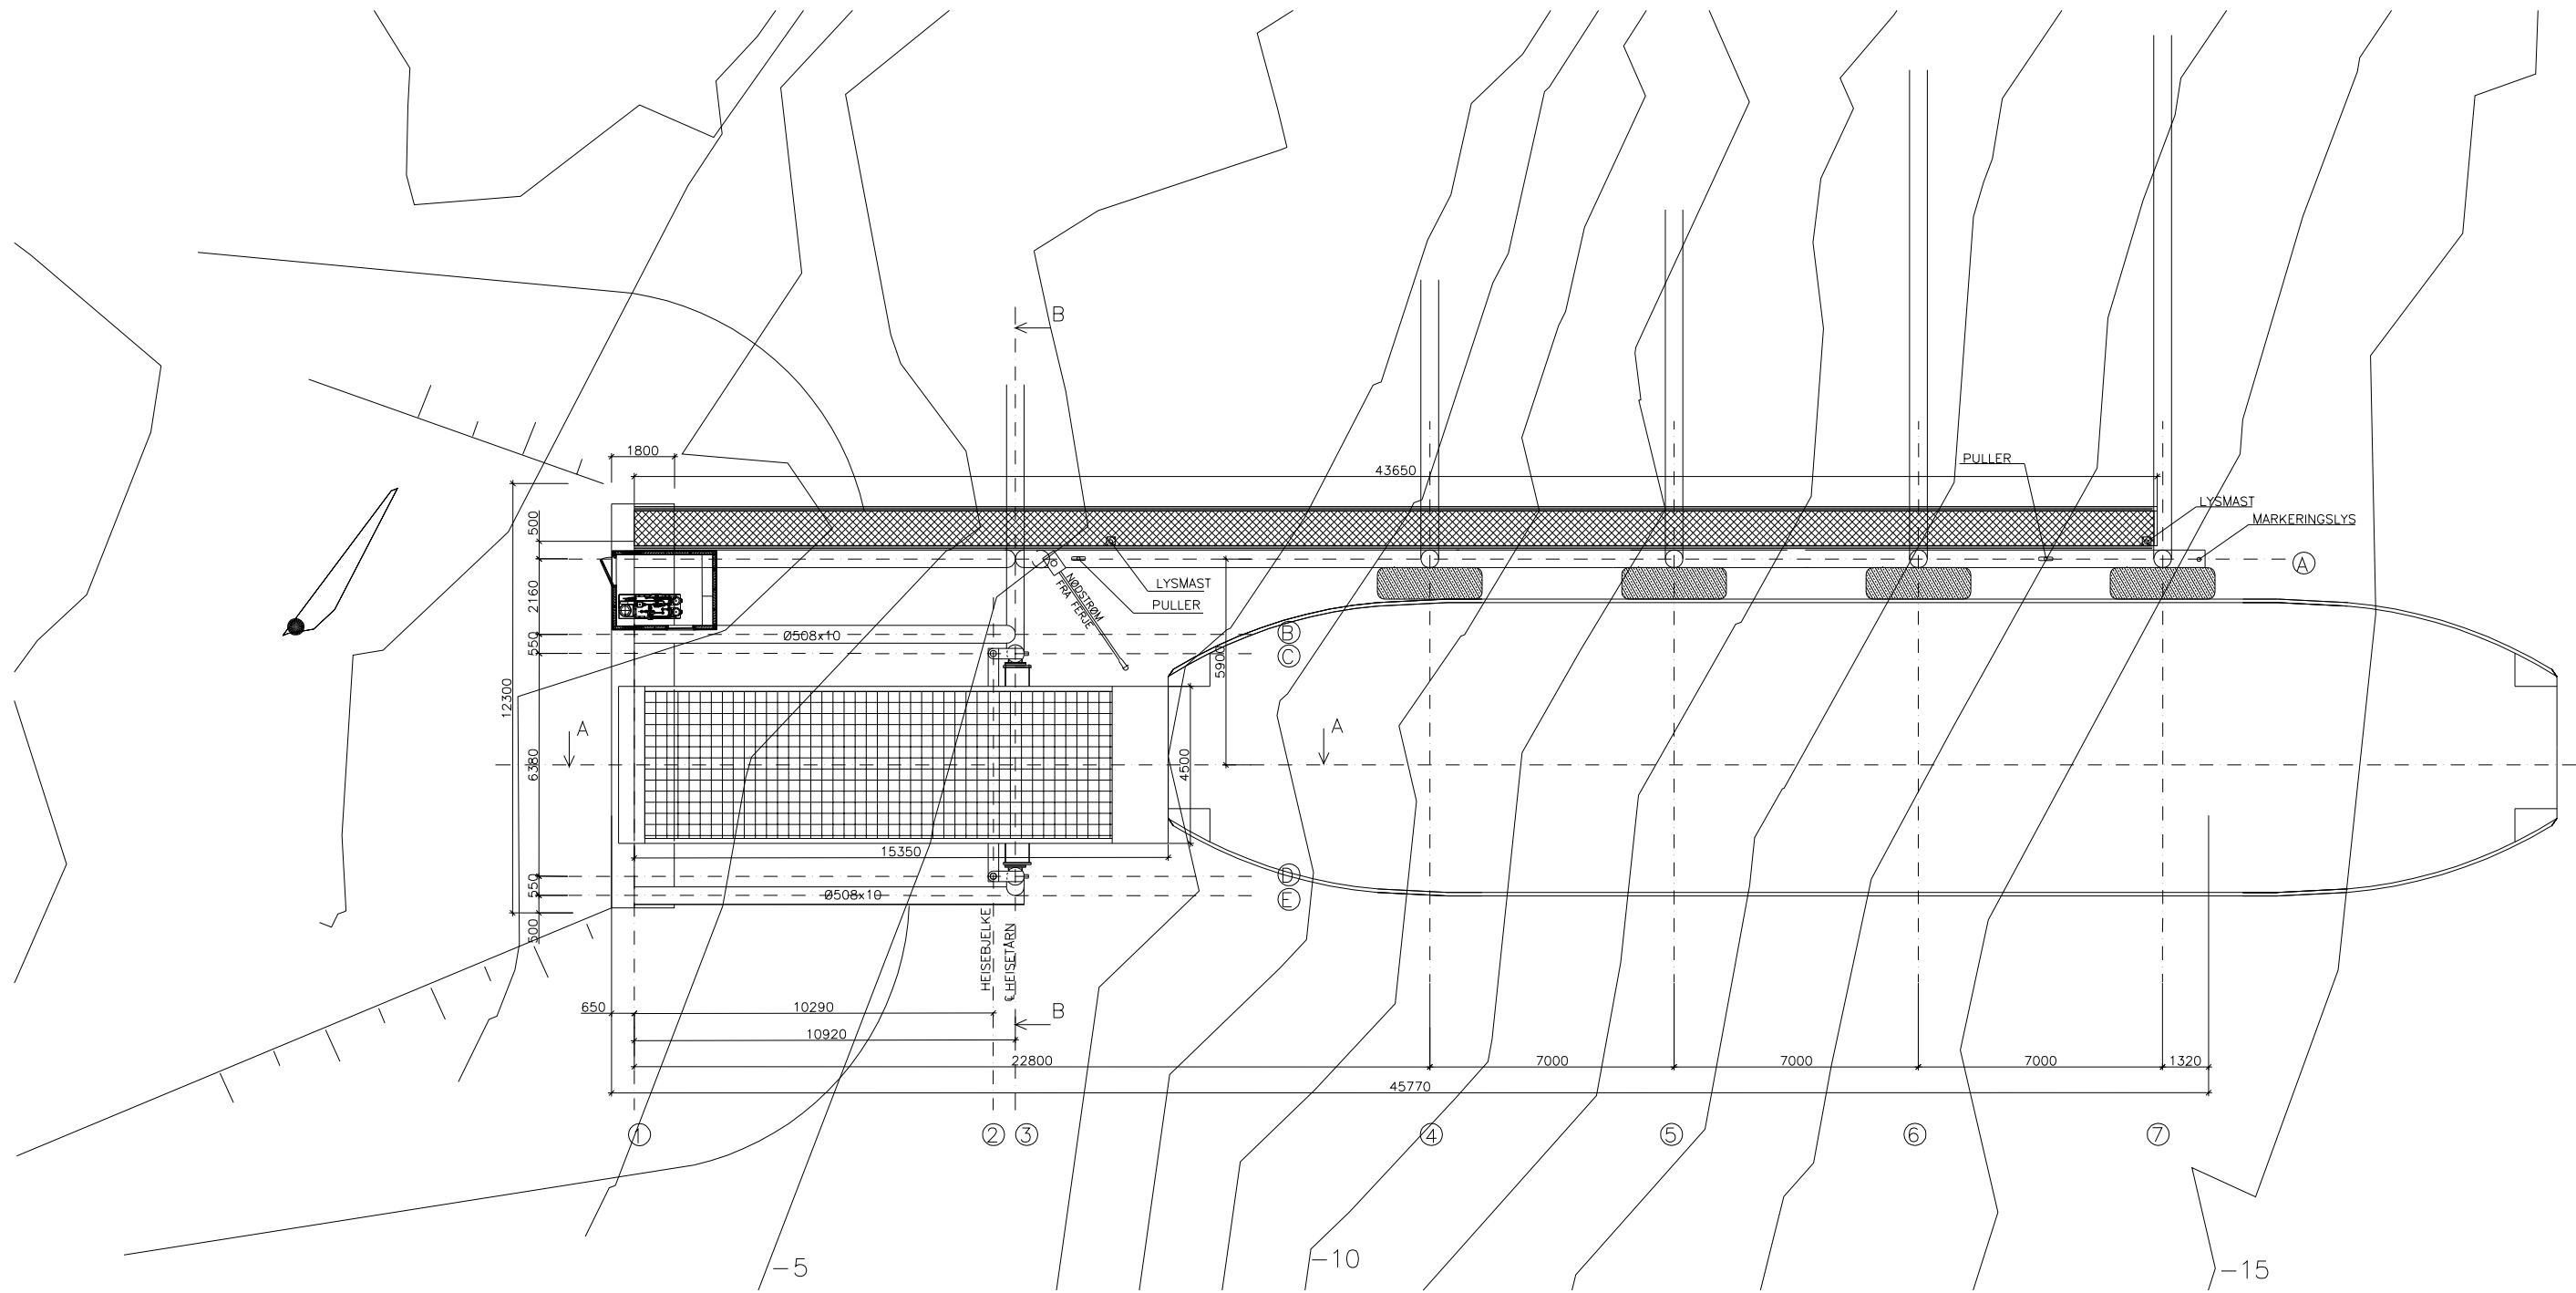 B
1800
43650
PULLER
LYSMAST
MARKERINGSLYS
500
A
NØDSTRØM
FRA FERJE
LYSMAST
PULLER
2160
Ø508x10
B
550
C
5900
12300
A
A
6380
4500
15350
550
D
Ø508x10
E
500
HEISEBJELKE
℄ HEISETÅRN
650
10290
B
10920
22800
7000
7000
7000
1320
45770
1
2
3
4
5
6
7
-5
-10
-15